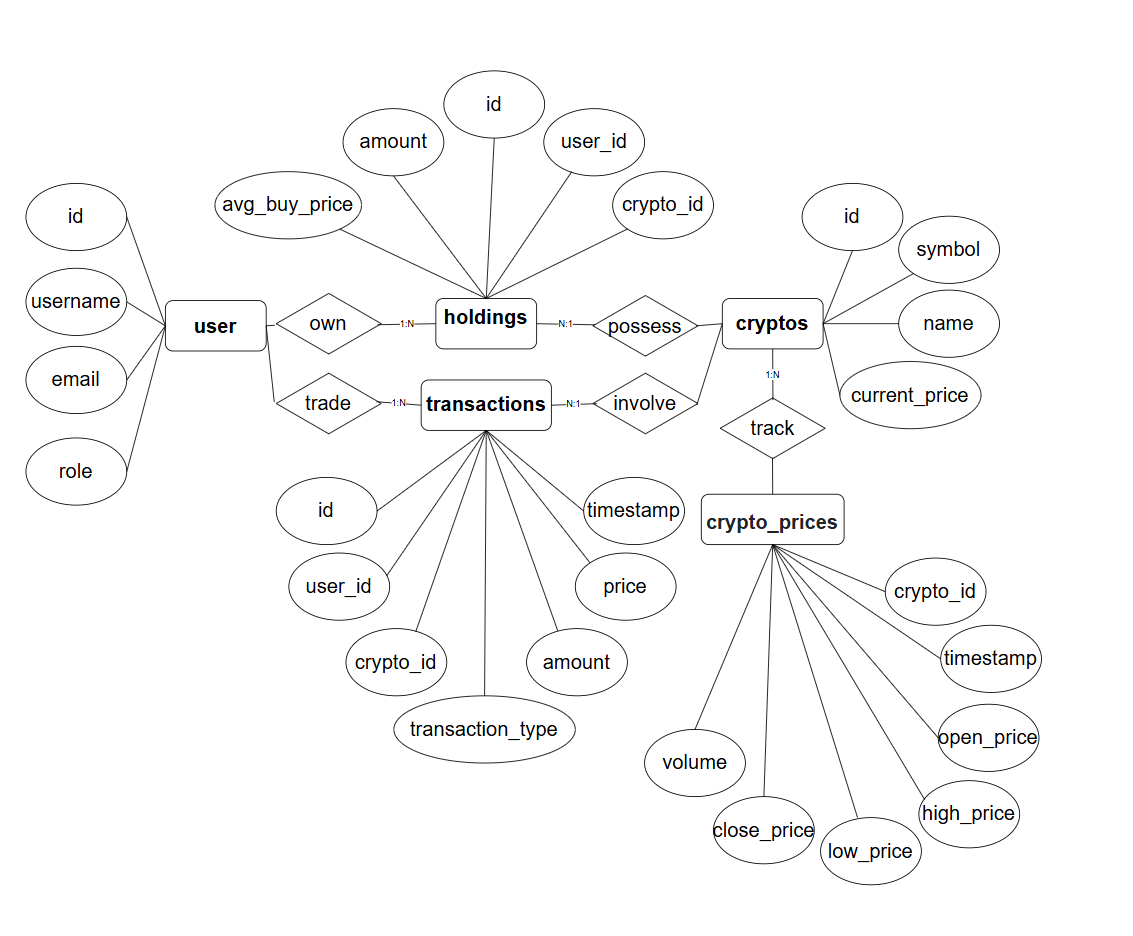 id
amount
user_id
avg_buy_price
crypto_id
id
id
symbol
username
user
own
1:N
holdings
N:1
possess
cryptos
name
email
trade
1:N
transactions
N:1
involve
1:N
current_price
track
role
id
timestamp
crypto_prices
user_id
price
crypto_id
crypto_id
amount
timestamp
transaction_type
open_price
volume
high_price
close_price
low_price